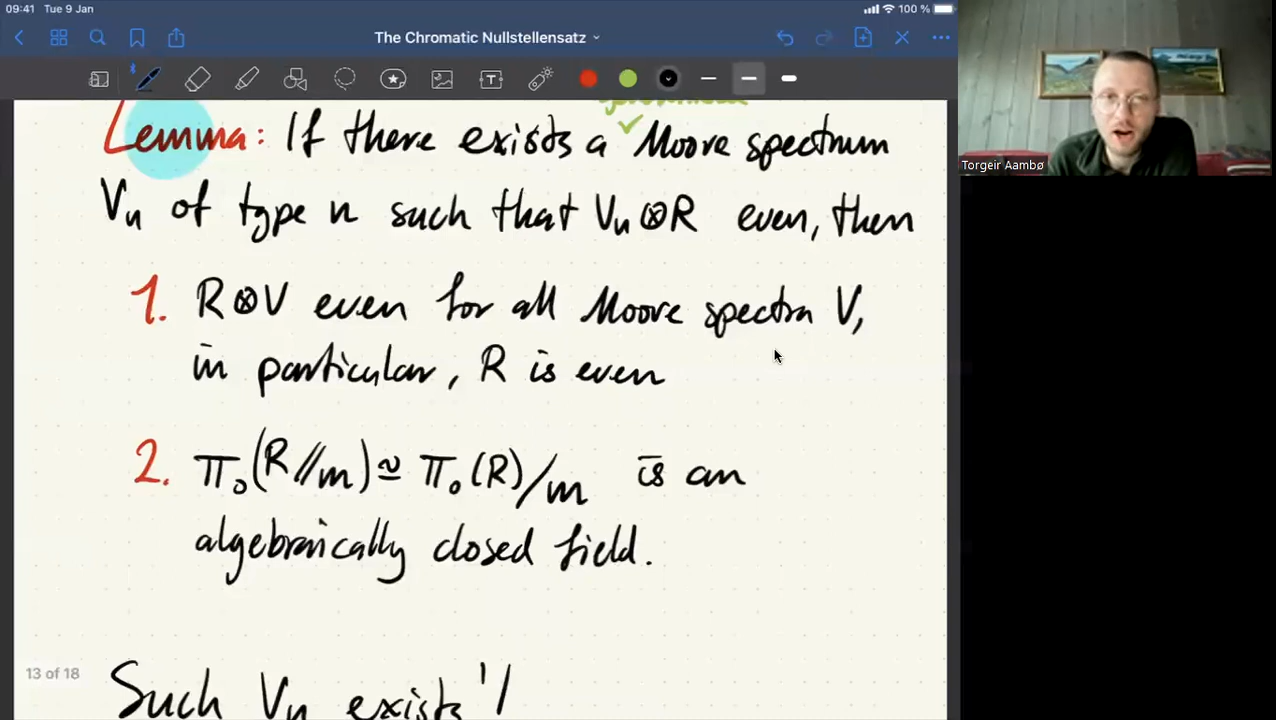 09:41 Tue 9 Jan
100 %
The Chromatic Nullstellensatz
Torgeir Aambø
Lemma: If there exists a Moore spectrum
Vₙ of type n such that Vₙ⊗R even, then
1. R⊗V even for all Moore spectra V,
in particular, R is even
2. π₀(R//m) ≃ π₀(R)/m is an
algebraically closed field.
13 of 18
Such Vₙ exists